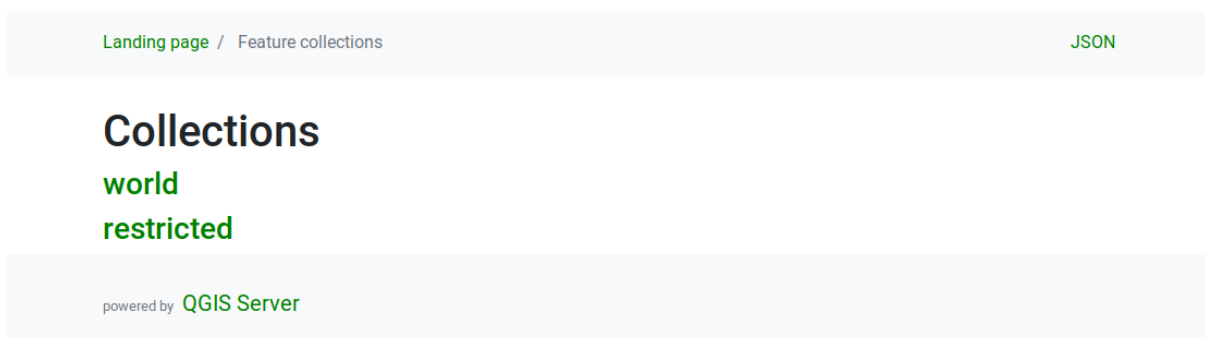 Landing page / Feature collections JSON
Collections
world
restricted
powered by QGIS Server